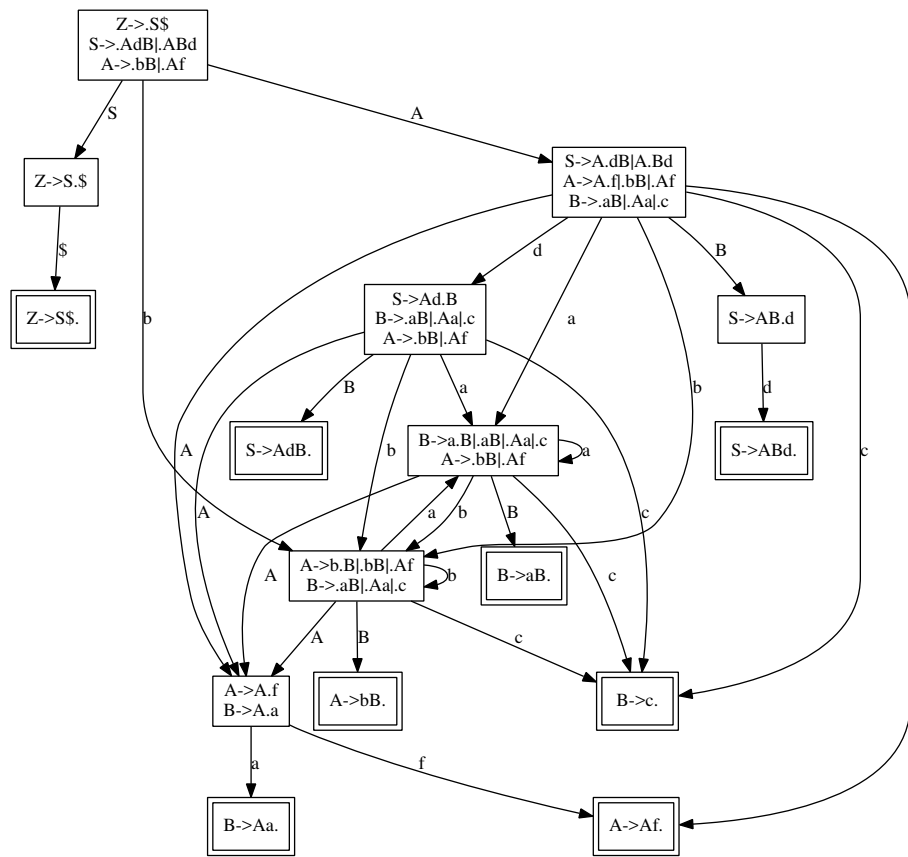 Z->.S$
S->.AdB|.ABd
A->.bB|.Af
S
A
Z->S.$
S->A.dB|A.Bd
A->A.f|.bB|.Af
B->.aB|.Aa|.c
$
d
B
Z->S$.
b
S->Ad.B
B->.aB|.Aa|.c
A->.bB|.Af
a
S->AB.d
B
a
b
d
A
b
c
S->AdB.
B->a.B|.aB|.Aa|.c
A->.bB|.Af
a
S->ABd.
A
a
b
B
c
A
c
A->b.B|.bB|.Af
B->.aB|.Aa|.c
b
B->aB.
A
B
c
A->A.f
B->A.a
A->bB.
B->c.
a
f
B->Aa.
A->Af.